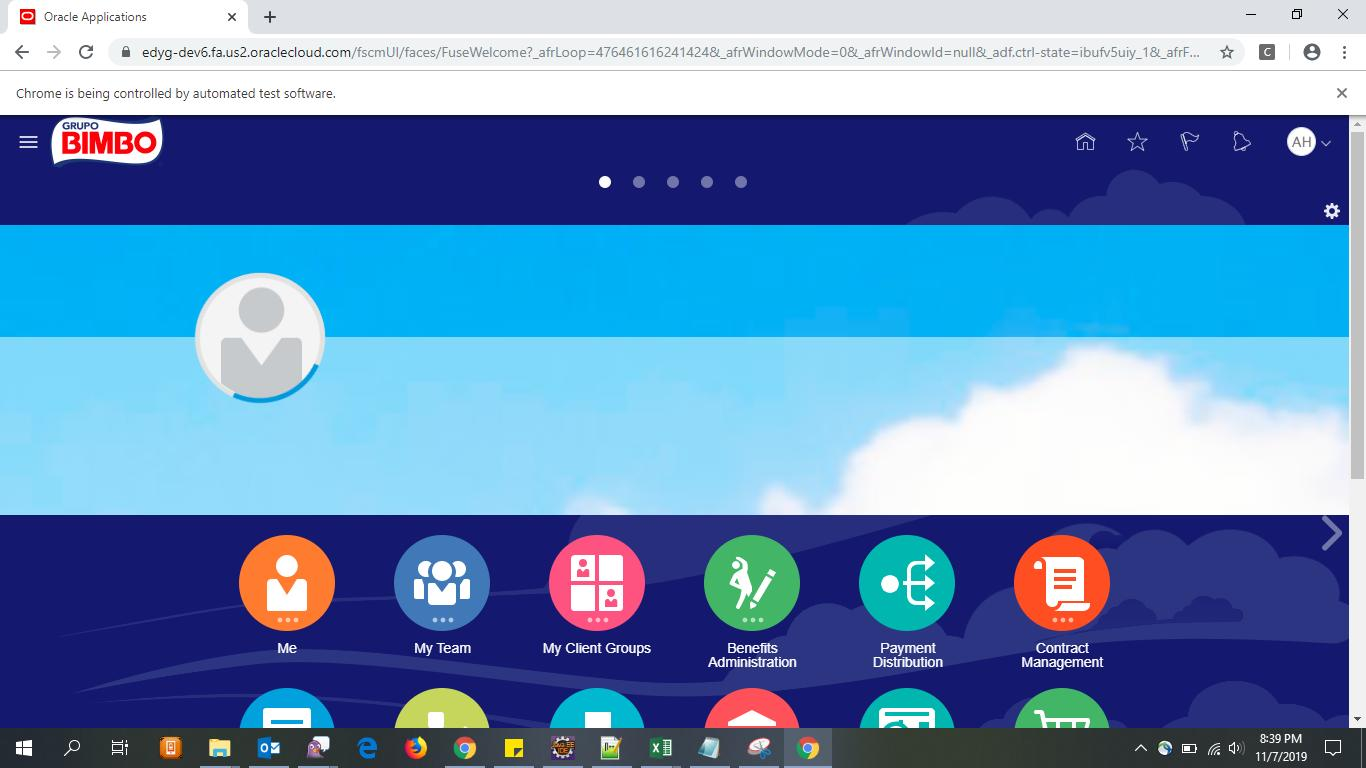 Oracle Applications
edyg-dev6.fa.us2.oraclecloud.com/fscmUI/faces/FuseWelcome?_afrLoop=4764616162414424&_afrWindowMode=0&_afrWindowId=null&_adf.ctrl-state=ibufv5uiy_1&_afrF...
C
Chrome is being controlled by automated test software.
GRUPO
BIMBO
AH
Me
My Team
My Client Groups
Benefits
Administration
Payment
Distribution
Contract
Management
8:39 PM
11/7/2019